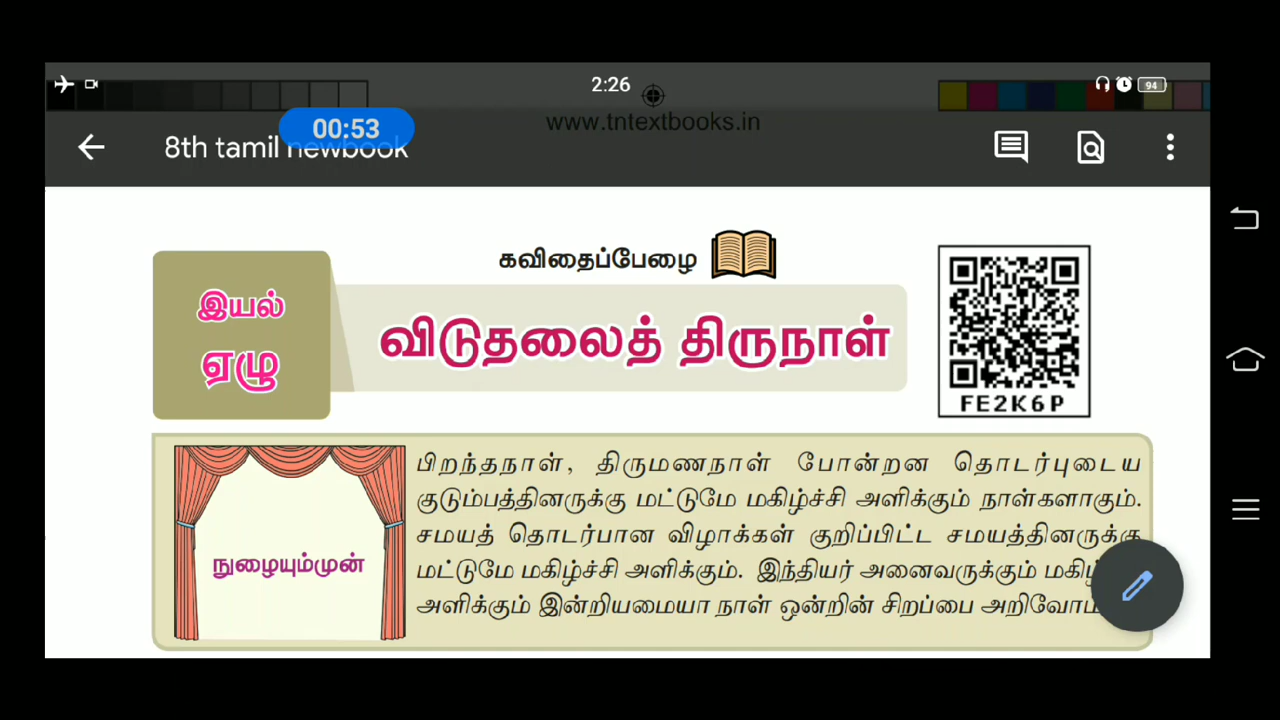 2:26
94
www.tntextbooks.in
00:53
8th tamil newbook
கவிதைப்பேழை
இயல்
ஏழு
விடுதலைத் திருநாள்
FE2K6P
நுழையும்முன்
பிறந்தநாள், திருமணநாள் போன்றன தொடர்புடைய
குடும்பத்தினருக்கு மட்டுமே மகிழ்ச்சி அளிக்கும் நாள்களாகும்.
சமயத் தொடர்பான விழாக்கள் குறிப்பிட்ட சமயத்தினருக்கு
மட்டுமே மகிழ்ச்சி அளிக்கும். இந்தியர் அனைவருக்கும்
அளிக்கும் இன்றியமையா நாள் ஒன்றின் சிறப்பை